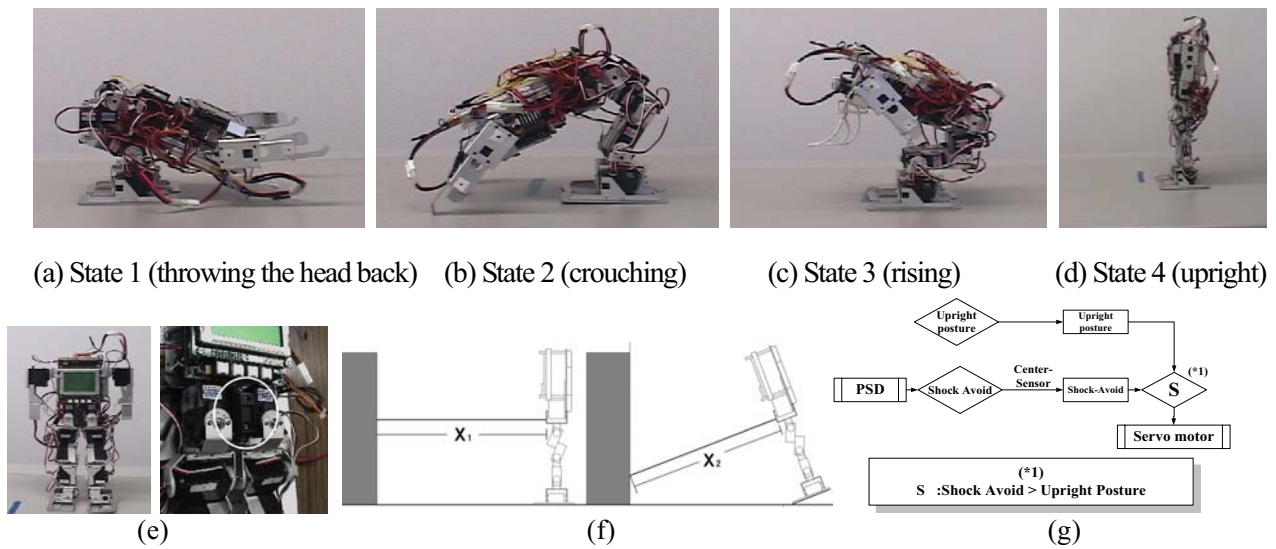 (a) State 1 (throwing the head back)
(b) State 2 (crouching)
(c) State 3 (rising)
(d) State 4 (upright)
(e)
X1
X2
(f)
Upright posture
Upright posture
PSD
Shock Avoid
Center-Sensor
Shock-Avoid
(*1)
S
Servo motor
(*1)
S :Shock Avoid > Upright Posture
(g)